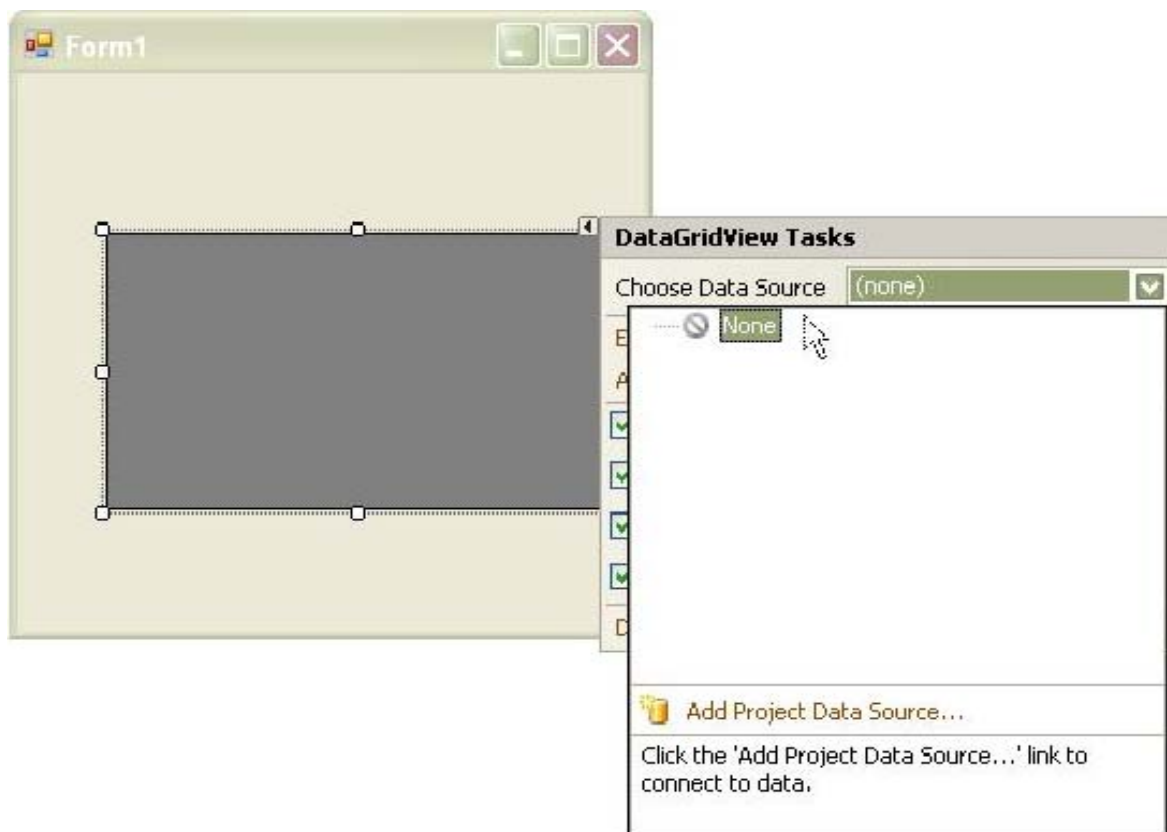 Form1
DataGridView Tasks
Choose Data Source (none)
None
E
A
D
Add Project Data Source...
Click the 'Add Project Data Source...' link to
connect to data.